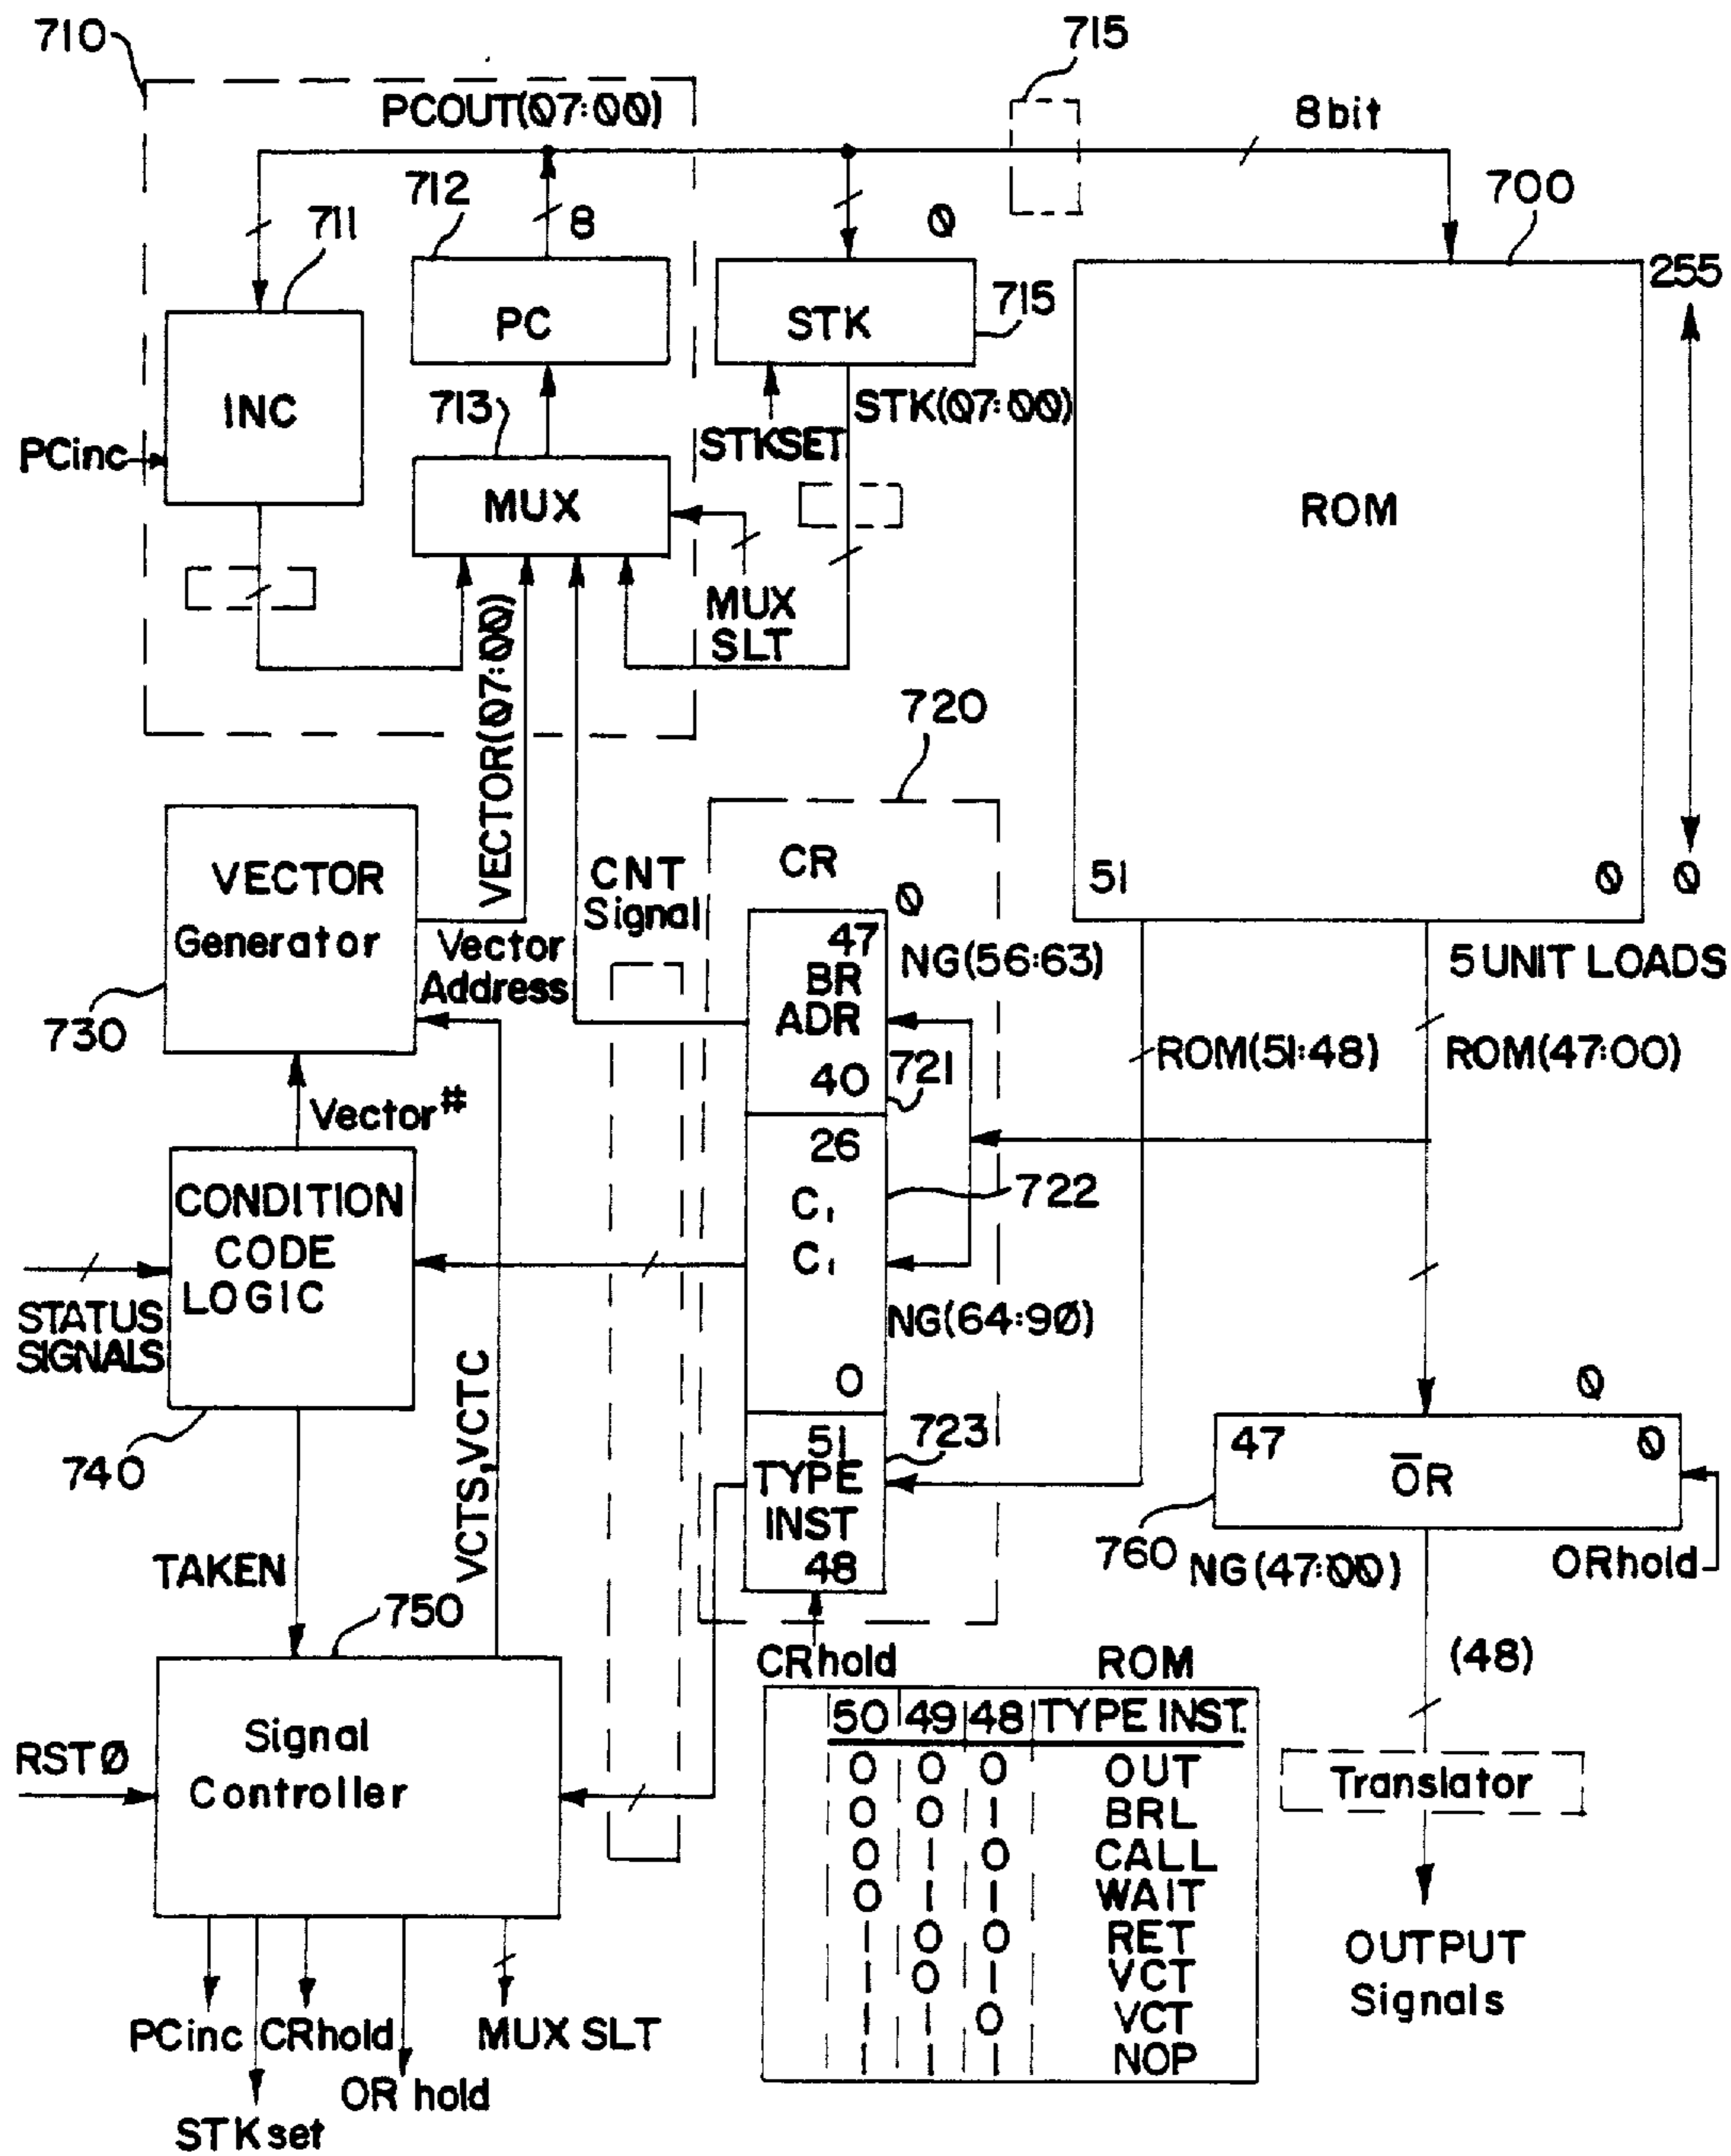 710
715
PCOUT(07:00)
8bit
712
8
711
0
700
255
PC
STK
715
INC
713
STK(07:00)
STKSET
PCinc
MUX
ROM
MUX
SLT
VECTOR(07:00)
720
51
0
0
VECTOR
Generator
CNT
Signal
CR
0
47
BR
ADR
40
NG(56:63)
5 UNIT LOADS
Vector
Address
730
721
ROM(51:48)
ROM(47:00)
Vector#
26
C1
C1
0
722
CONDITION
CODE
LOGIC
STATUS
SIGNALS
NG(64:90)
VCTS,VCTC
740
51
TYPE
INST
48
723
0
47
0
OR
760
NG(47:00)
ORhold
TAKEN
750
CRhold
ROM
(48)
Signal
Controller
RST0
50 49 48 TYPE INST.
0 0 0 OUT
0 0 1 BRL
0 1 0 CALL
0 1 1 WAIT
1 0 0 RET
1 0 1 VCT
1 1 0 VCT
1 1 1 NOP
Translator
OUTPUT
Signals
PCinc
CRhold
MUX SLT
OR hold
STKset